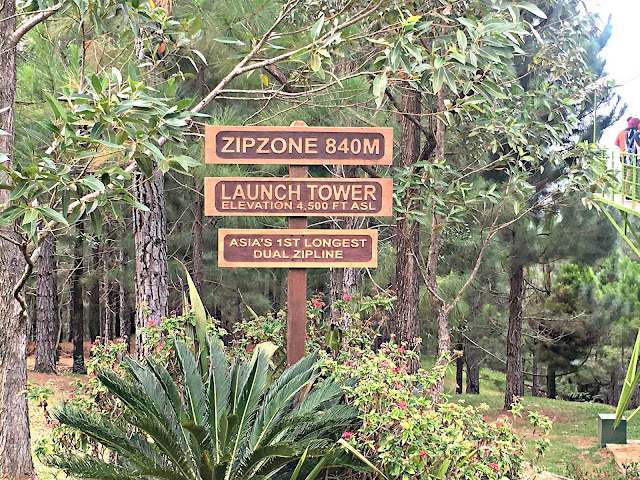 ZIPZONE 840M
LAUNCH TOWER
ELEVATION 4,500 FT ASL
ASIA'S 1ST LONGEST
DUAL ZIPLINE